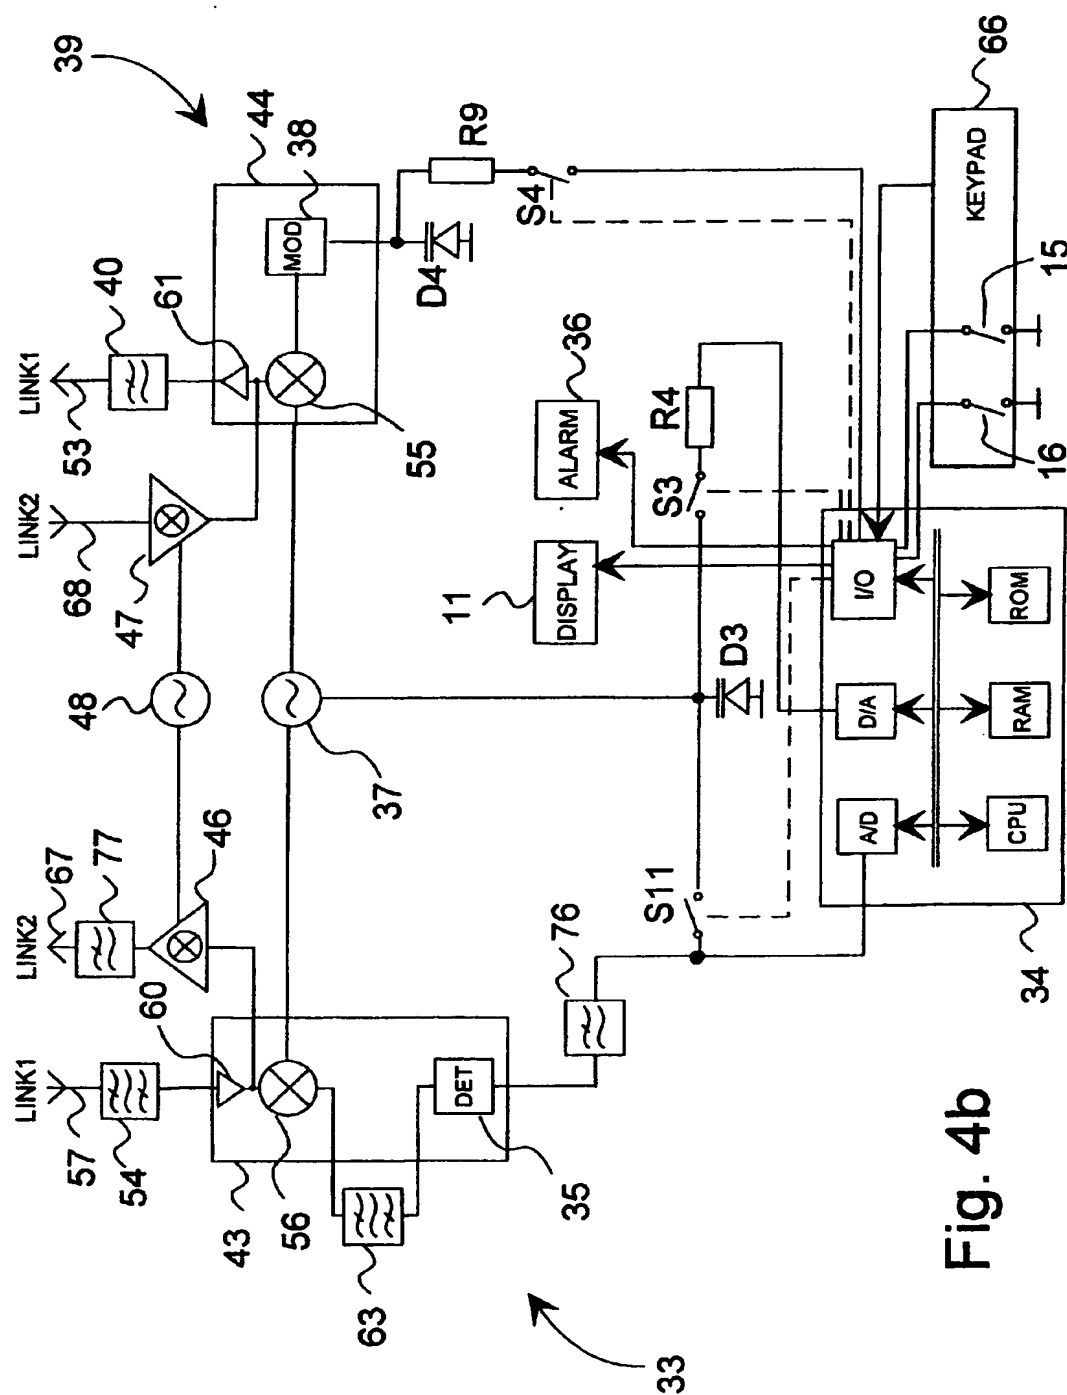 39
44
38
40
61
LINK1
53
55
MOD
R9
S4
D4
LINK2
68
47
48
37
LINK2
67
77
46
60
LINK1
57
54
43
56
63
DET
35
33
76
S11
D3
S3
R4
36
ALARM
11
DISPLAY
66
KEYPAD
15
16
I/O
D/A
A/D
ROM
RAM
CPU
34
Fig. 4b